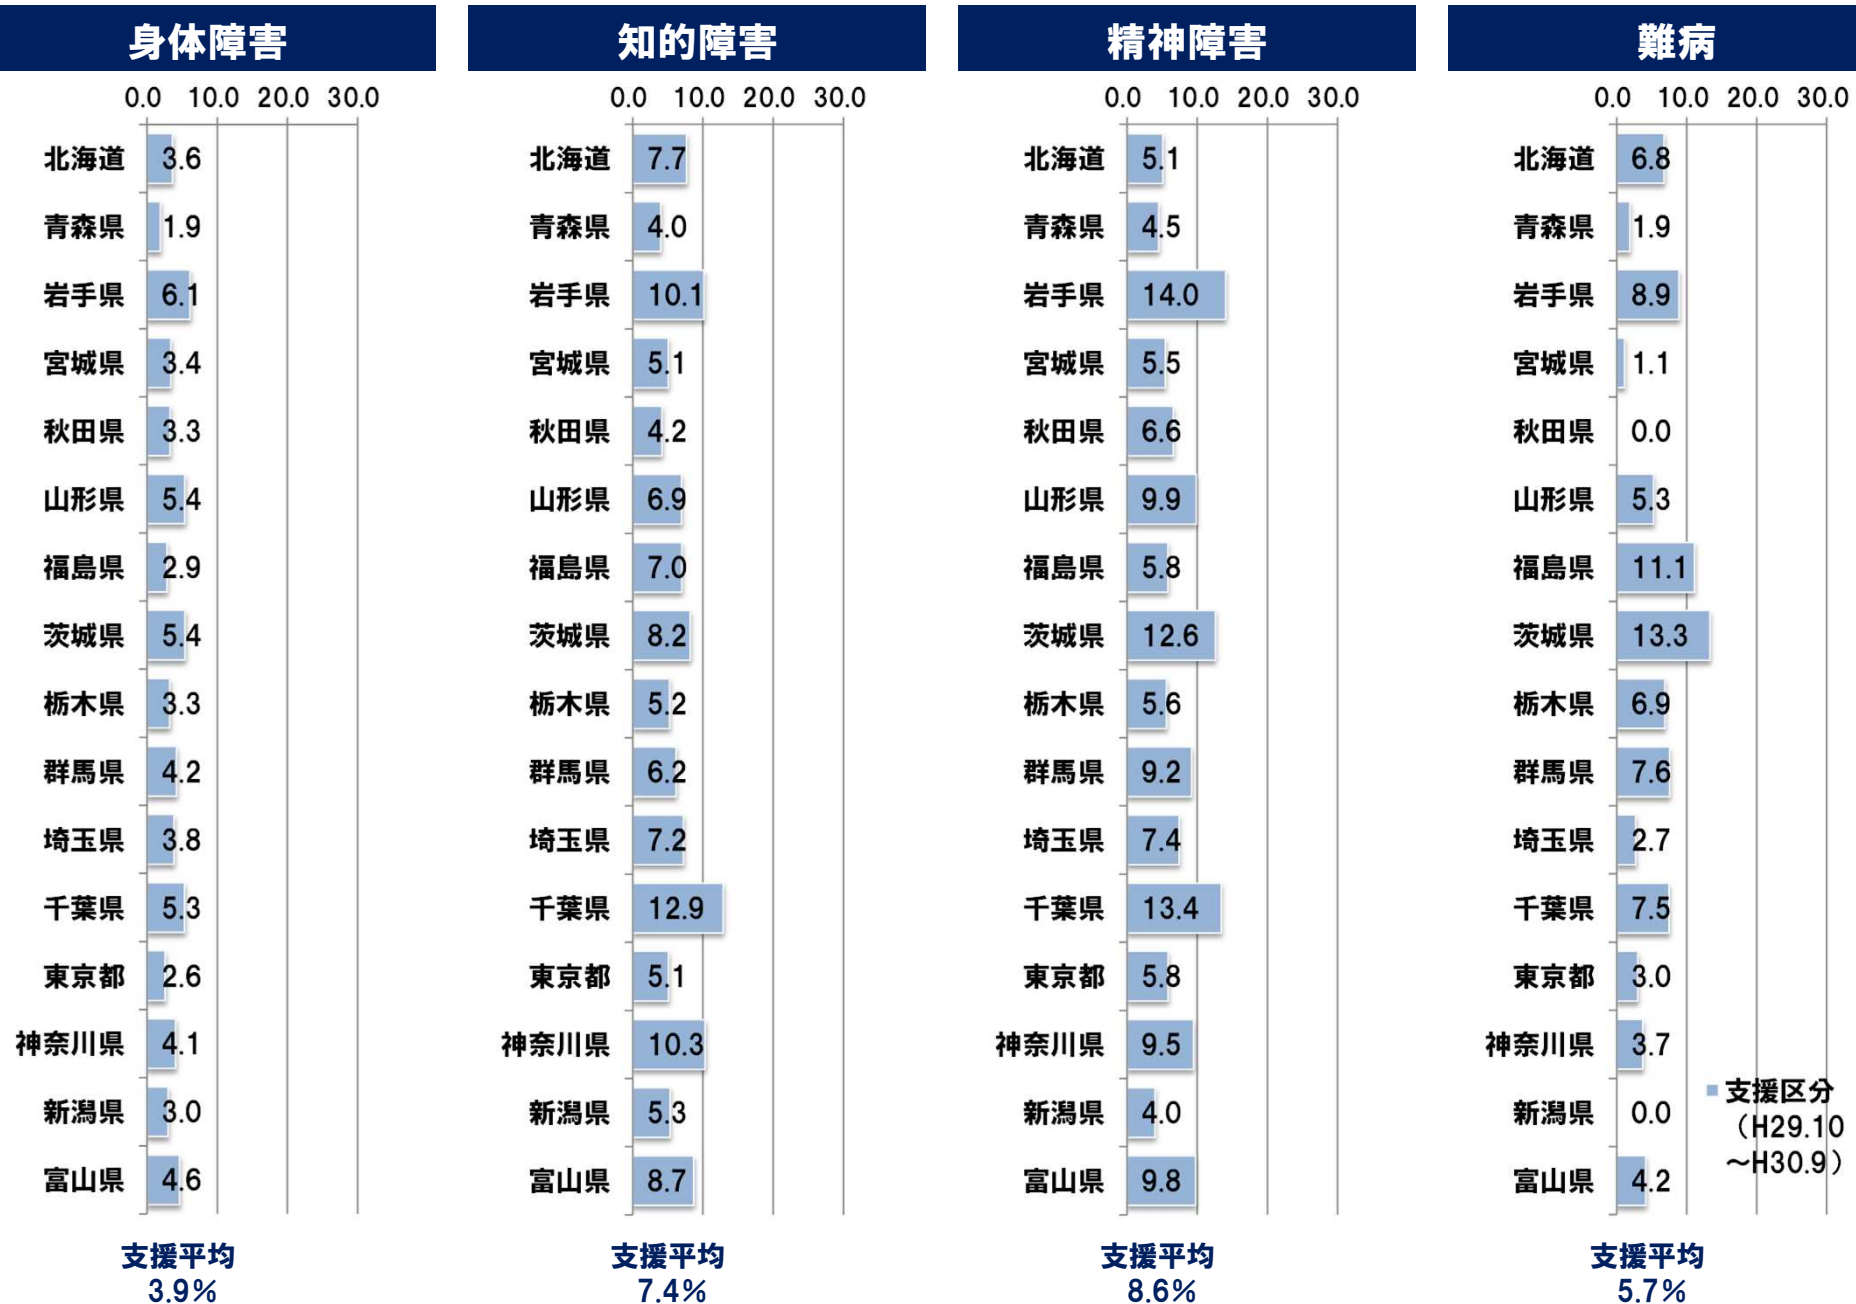 身体障害
0.0 10.0 20.0 30.0
北海道 3.6
青森県 1.9
岩手県 6.1
宮城県 3.4
秋田県 3.3
山形県 5.4
福島県 2.9
茨城県 5.4
栃木県 3.3
群馬県 4.2
埼玉県 3.8
千葉県 5.3
東京都 2.6
神奈川県 4.1
新潟県 3.0
富山県 4.6
支援平均
3.9%
知的障害
0.0 10.0 20.0 30.0
北海道 7.7
青森県 4.0
岩手県 10.1
宮城県 5.1
秋田県 4.2
山形県 6.9
福島県 7.0
茨城県 8.2
栃木県 5.2
群馬県 6.2
埼玉県 7.2
千葉県 12.9
東京都 5.1
神奈川県 10.3
新潟県 5.3
富山県 8.7
支援平均
7.4%
精神障害
0.0 10.0 20.0 30.0
北海道 5.1
青森県 4.5
岩手県 14.0
宮城県 5.5
秋田県 6.6
山形県 9.9
福島県 5.8
茨城県 12.6
栃木県 5.6
群馬県 9.2
埼玉県 7.4
千葉県 13.4
東京都 5.8
神奈川県 9.5
新潟県 4.0
富山県 9.8
支援平均
8.6%
難病
0.0 10.0 20.0 30.0
北海道 6.8
青森県 1.9
岩手県 8.9
宮城県 1.1
秋田県 0.0
山形県 5.3
福島県 11.1
茨城県 13.3
栃木県 6.9
群馬県 7.6
埼玉県 2.7
千葉県 7.5
東京都 3.0
神奈川県 3.7
新潟県 0.0
富山県 4.2
支援区分
（H29.10
～H30.9）
支援平均
5.7%